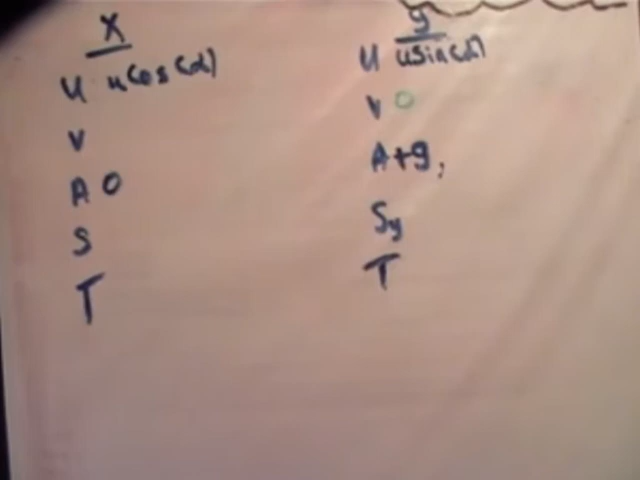 X
U uCos(α)
V
A 0
S
T
y
U uSin(α)
V 0
A+g,
Sy
T